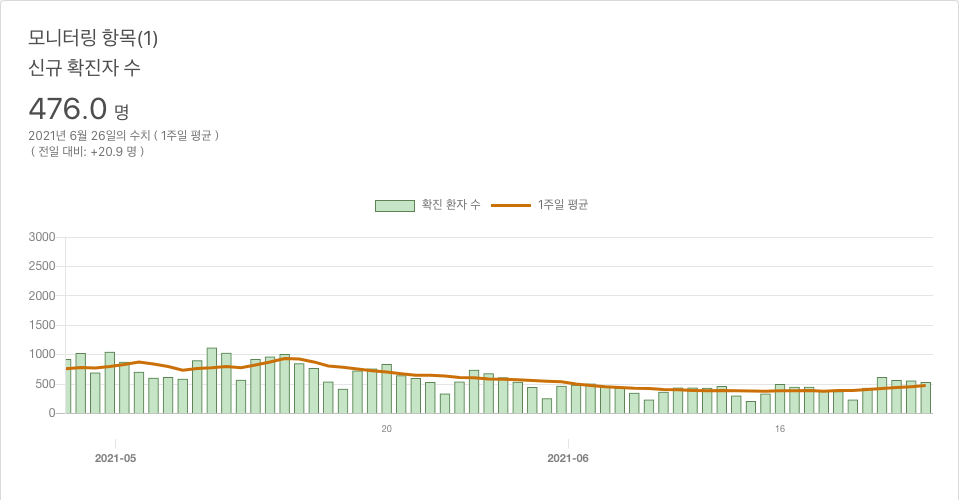 모니터링 항목(1)
신규 확진자 수
476.0 명
2021년 6월 26일의 수치 ( 1주일 평균 )
( 전일 대비: +20.9 명 )
확진 환자 수 1주일 평균
3000
2500
2000
1500
1000
500
0
20 16
2021-05 2021-06